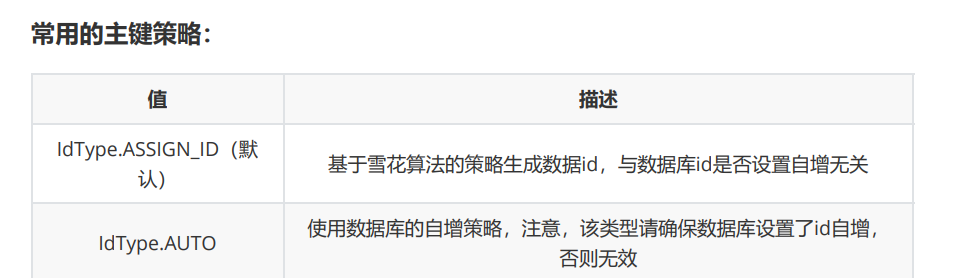 常用的主键策略：
值
描述
IdType.ASSIGN_ID（默
认）
基于雪花算法的策略生成数据id，与数据库id是否设置自增无关
IdType.AUTO
使用数据库的自增策略，注意，该类型请确保数据库设置了id自增，
否则无效